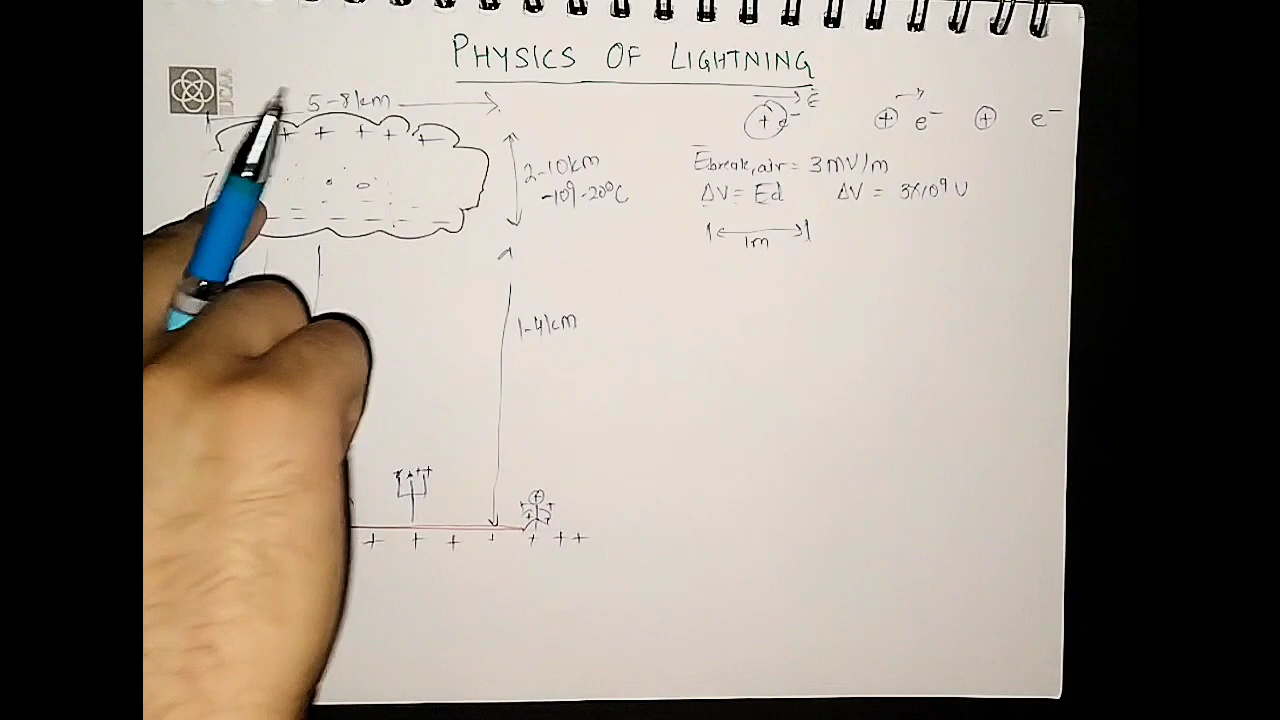 PHYSICS OF LIGHTNING
IUCAA
5-8km
+ + + + +
2-10km
-10°-20°C
1-4km
+ + + + + + +
E
+ e-
+ e- + e-
Ebreak, air = 3MV/m
ΔV = Ed ΔV = 3×10⁹ V
1m